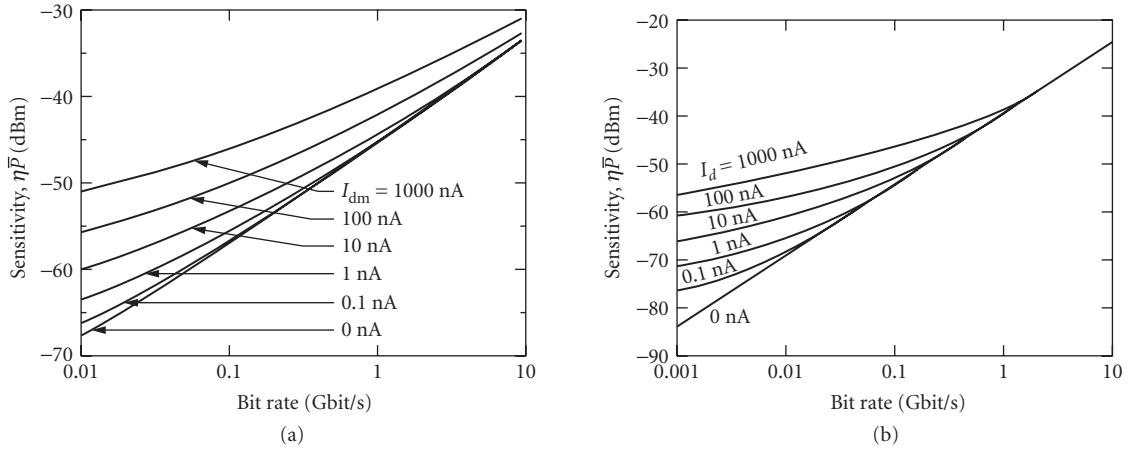 −30
−40
−50
−60
−70
Sensitivity, ηP̅ (dBm)
I_dm = 1000 nA
100 nA
10 nA
1 nA
0.1 nA
0 nA
0.01
0.1
1
10
Bit rate (Gbit/s)
(a)
−20
−30
−40
−50
−60
−70
−80
−90
Sensitivity, ηP̅ (dBm)
I_d = 1000 nA
100 nA
10 nA
1 nA
0.1 nA
0 nA
0.001
0.01
0.1
1
10
Bit rate (Gbit/s)
(b)